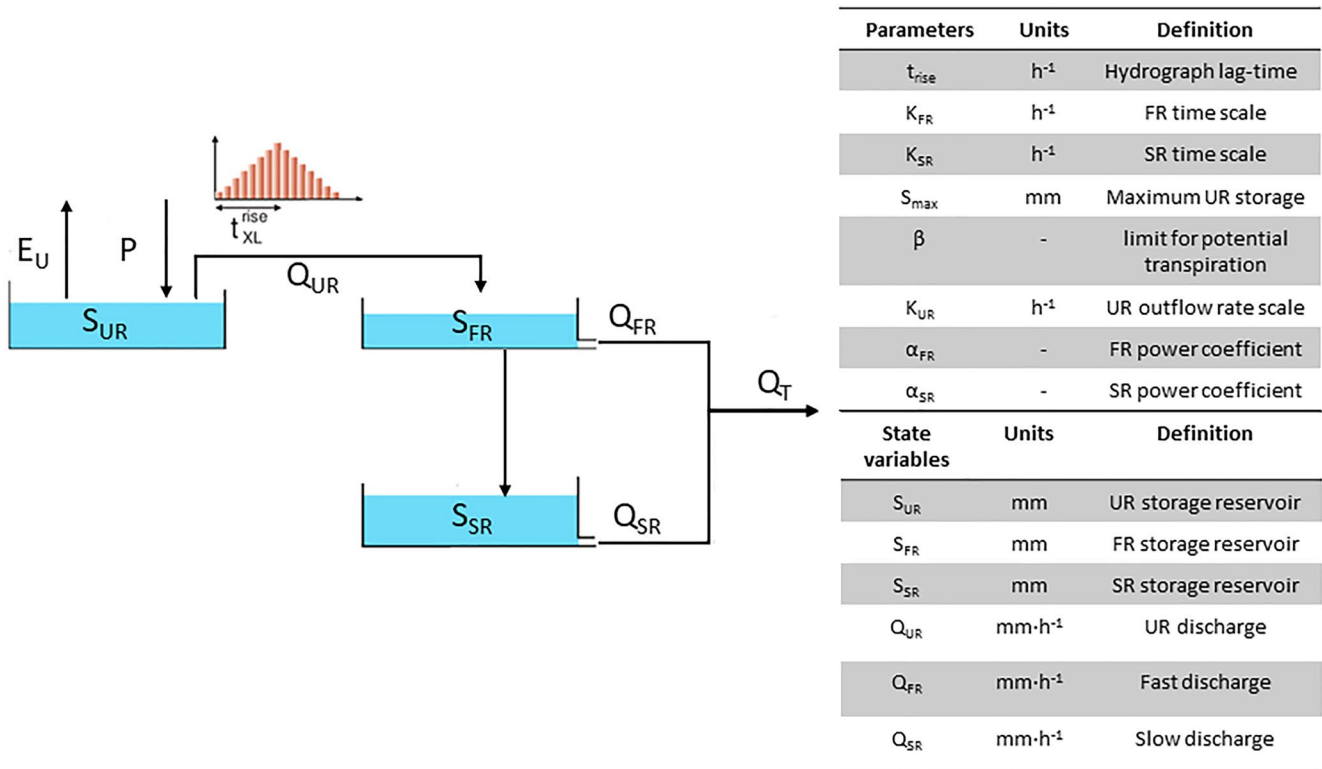 rise
t XL
E_U
P
Q_UR
S_UR
S_FR
Q_FR
Q_T
S_SR
Q_SR
Parameters Units Definition
t_rise h⁻¹ Hydrograph lag-time
K_FR h⁻¹ FR time scale
K_SR h⁻¹ SR time scale
S_max mm Maximum UR storage
β - limit for potential
transpiration
K_UR h⁻¹ UR outflow rate scale
α_FR - FR power coefficient
α_SR - SR power coefficient
State Units Definition
variables
S_UR mm UR storage reservoir
S_FR mm FR storage reservoir
S_SR mm SR storage reservoir
Q_UR mm·h⁻¹ UR discharge
Q_FR mm·h⁻¹ Fast discharge
Q_SR mm·h⁻¹ Slow discharge